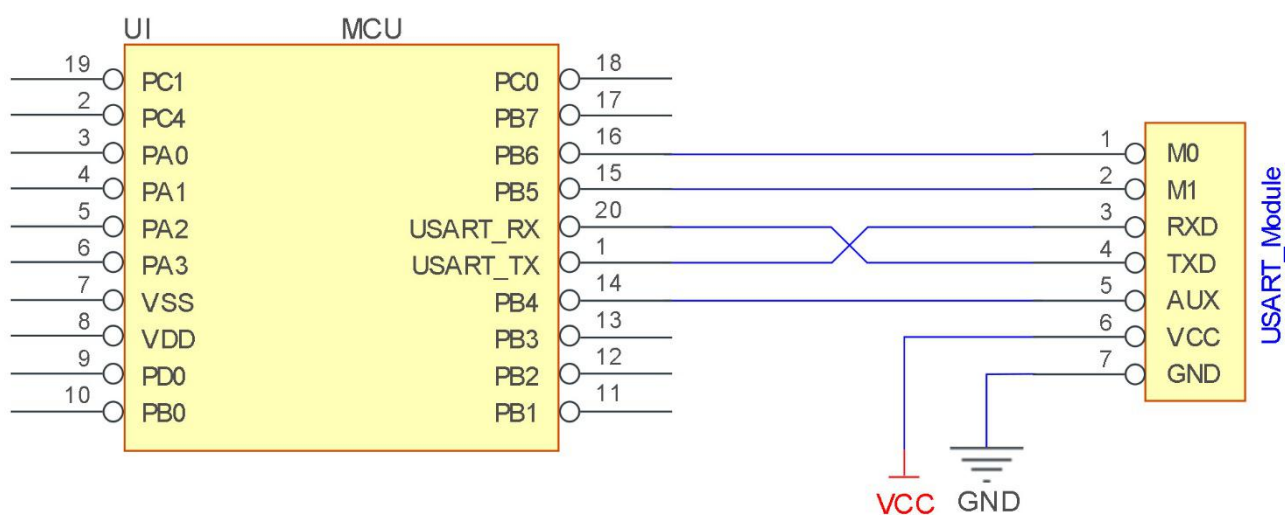 UI MCU
19 PC1 PC0 18
2 PC4 PB7 17
3 PA0 PB6 16 1 M0
4 PA1 PB5 15 2 M1
5 PA2 USART_RX 20 3 RXD
6 PA3 USART_TX 1 4 TXD
7 VSS PB4 14 5 AUX
8 VDD PB3 13 6 VCC
9 PD0 PB2 12 7 GND
10 PB0 PB1 11
USART_Module
VCC GND